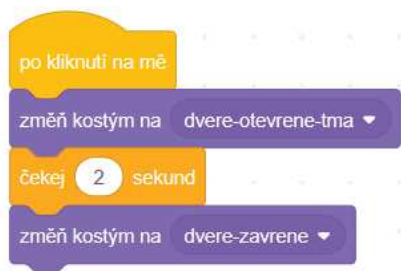 po kliknutí na mě
změň kostým na dvere-otevrene-tma
čekej 2 sekund
změň kostým na dvere-zavrene